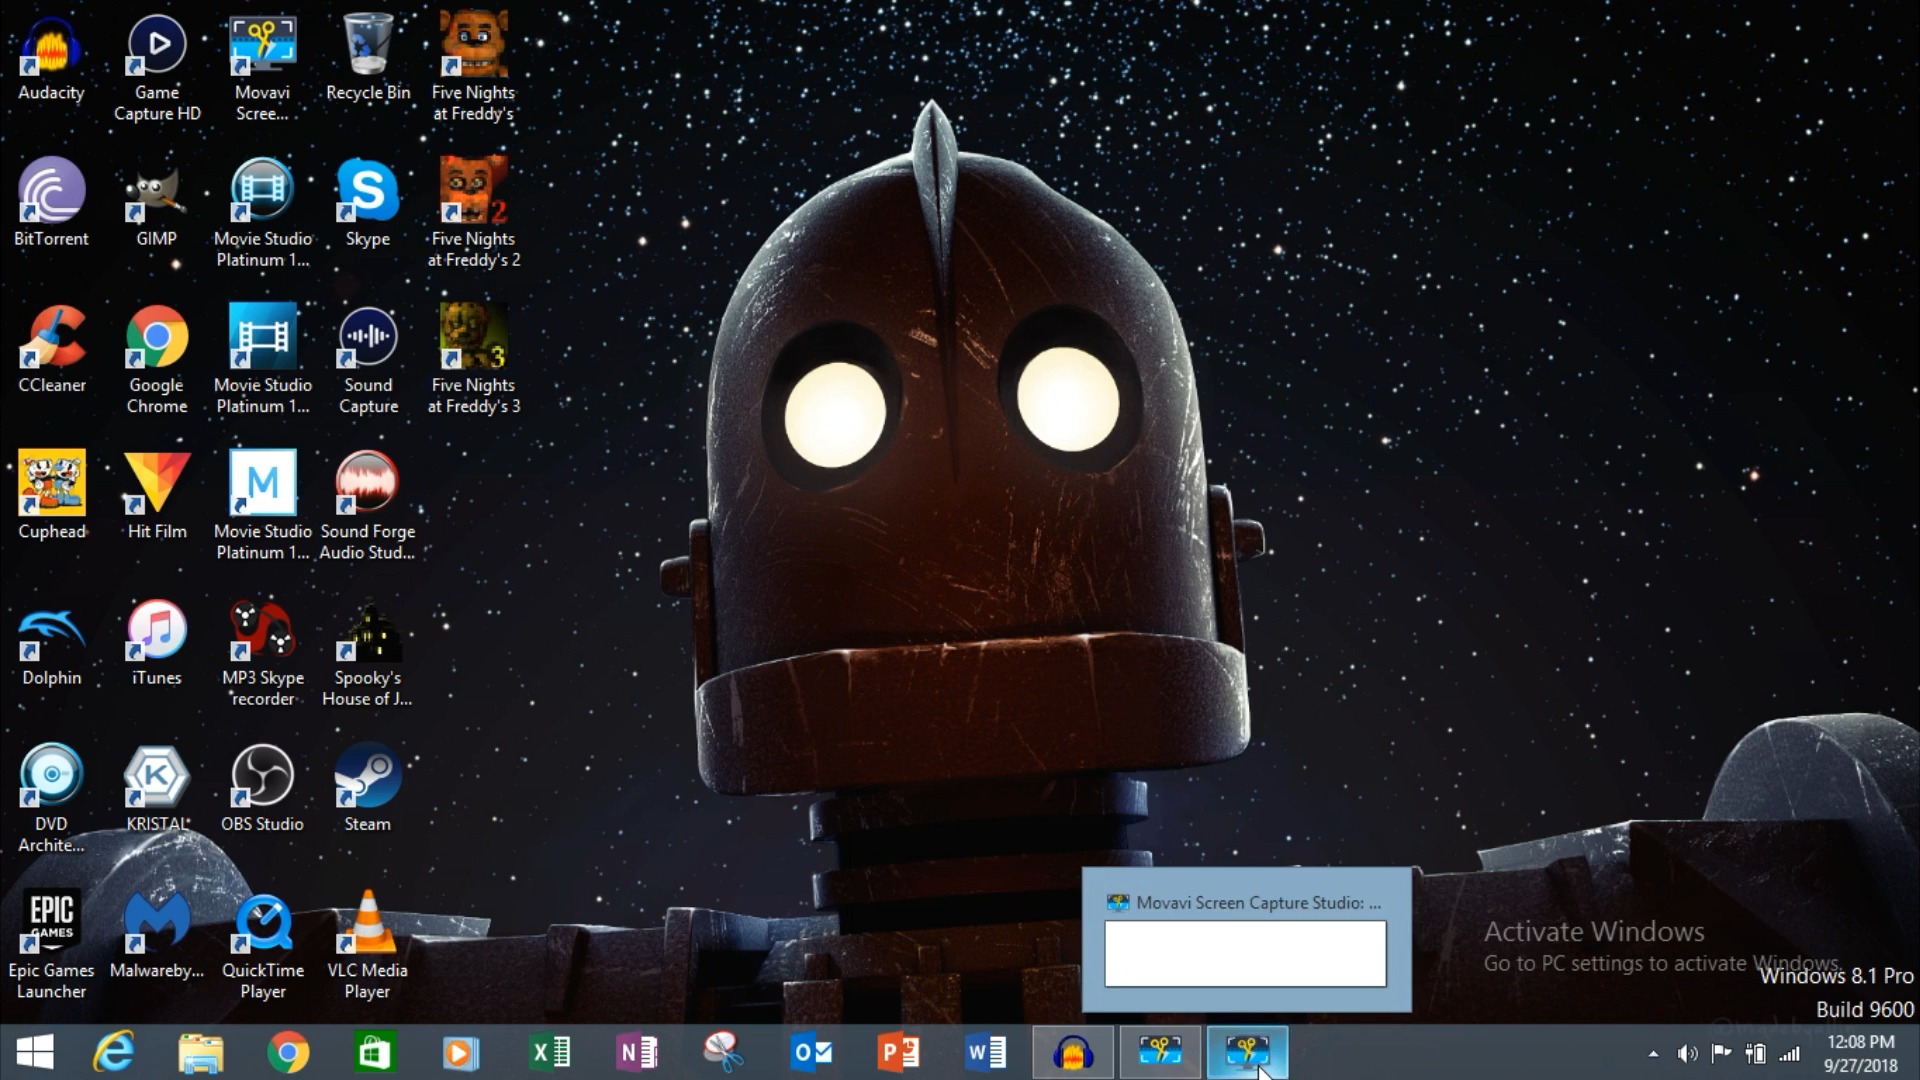 Audacity
Game
Capture HD
Movavi
Scree...
Recycle Bin
Five Nights
at Freddy's
BitTorrent
GIMP
Movie Studio
Platinum 1...
Skype
2
Five Nights
at Freddy's 2
CCleaner
Google
Chrome
Movie Studio
Platinum 1...
Sound
Capture
3
Five Nights
at Freddy's 3
Cuphead
Hit Film
M
Movie Studio
Platinum 1...
Sound Forge
Audio Stud...
Dolphin
iTunes
MP3 Skype
recorder
Spooky's
House of J...
DVD
Archite...
K
KRISTAL
OBS Studio
Steam
EPIC
GAMES
Epic Games
Launcher
Malwareby...
QuickTime
Player
VLC Media
Player
Movavi Screen Capture Studio: ...
Activate Windows
Go to PC settings to activate Windows.
Windows 8.1 Pro
Build 9600
12:08 PM
9/27/2018